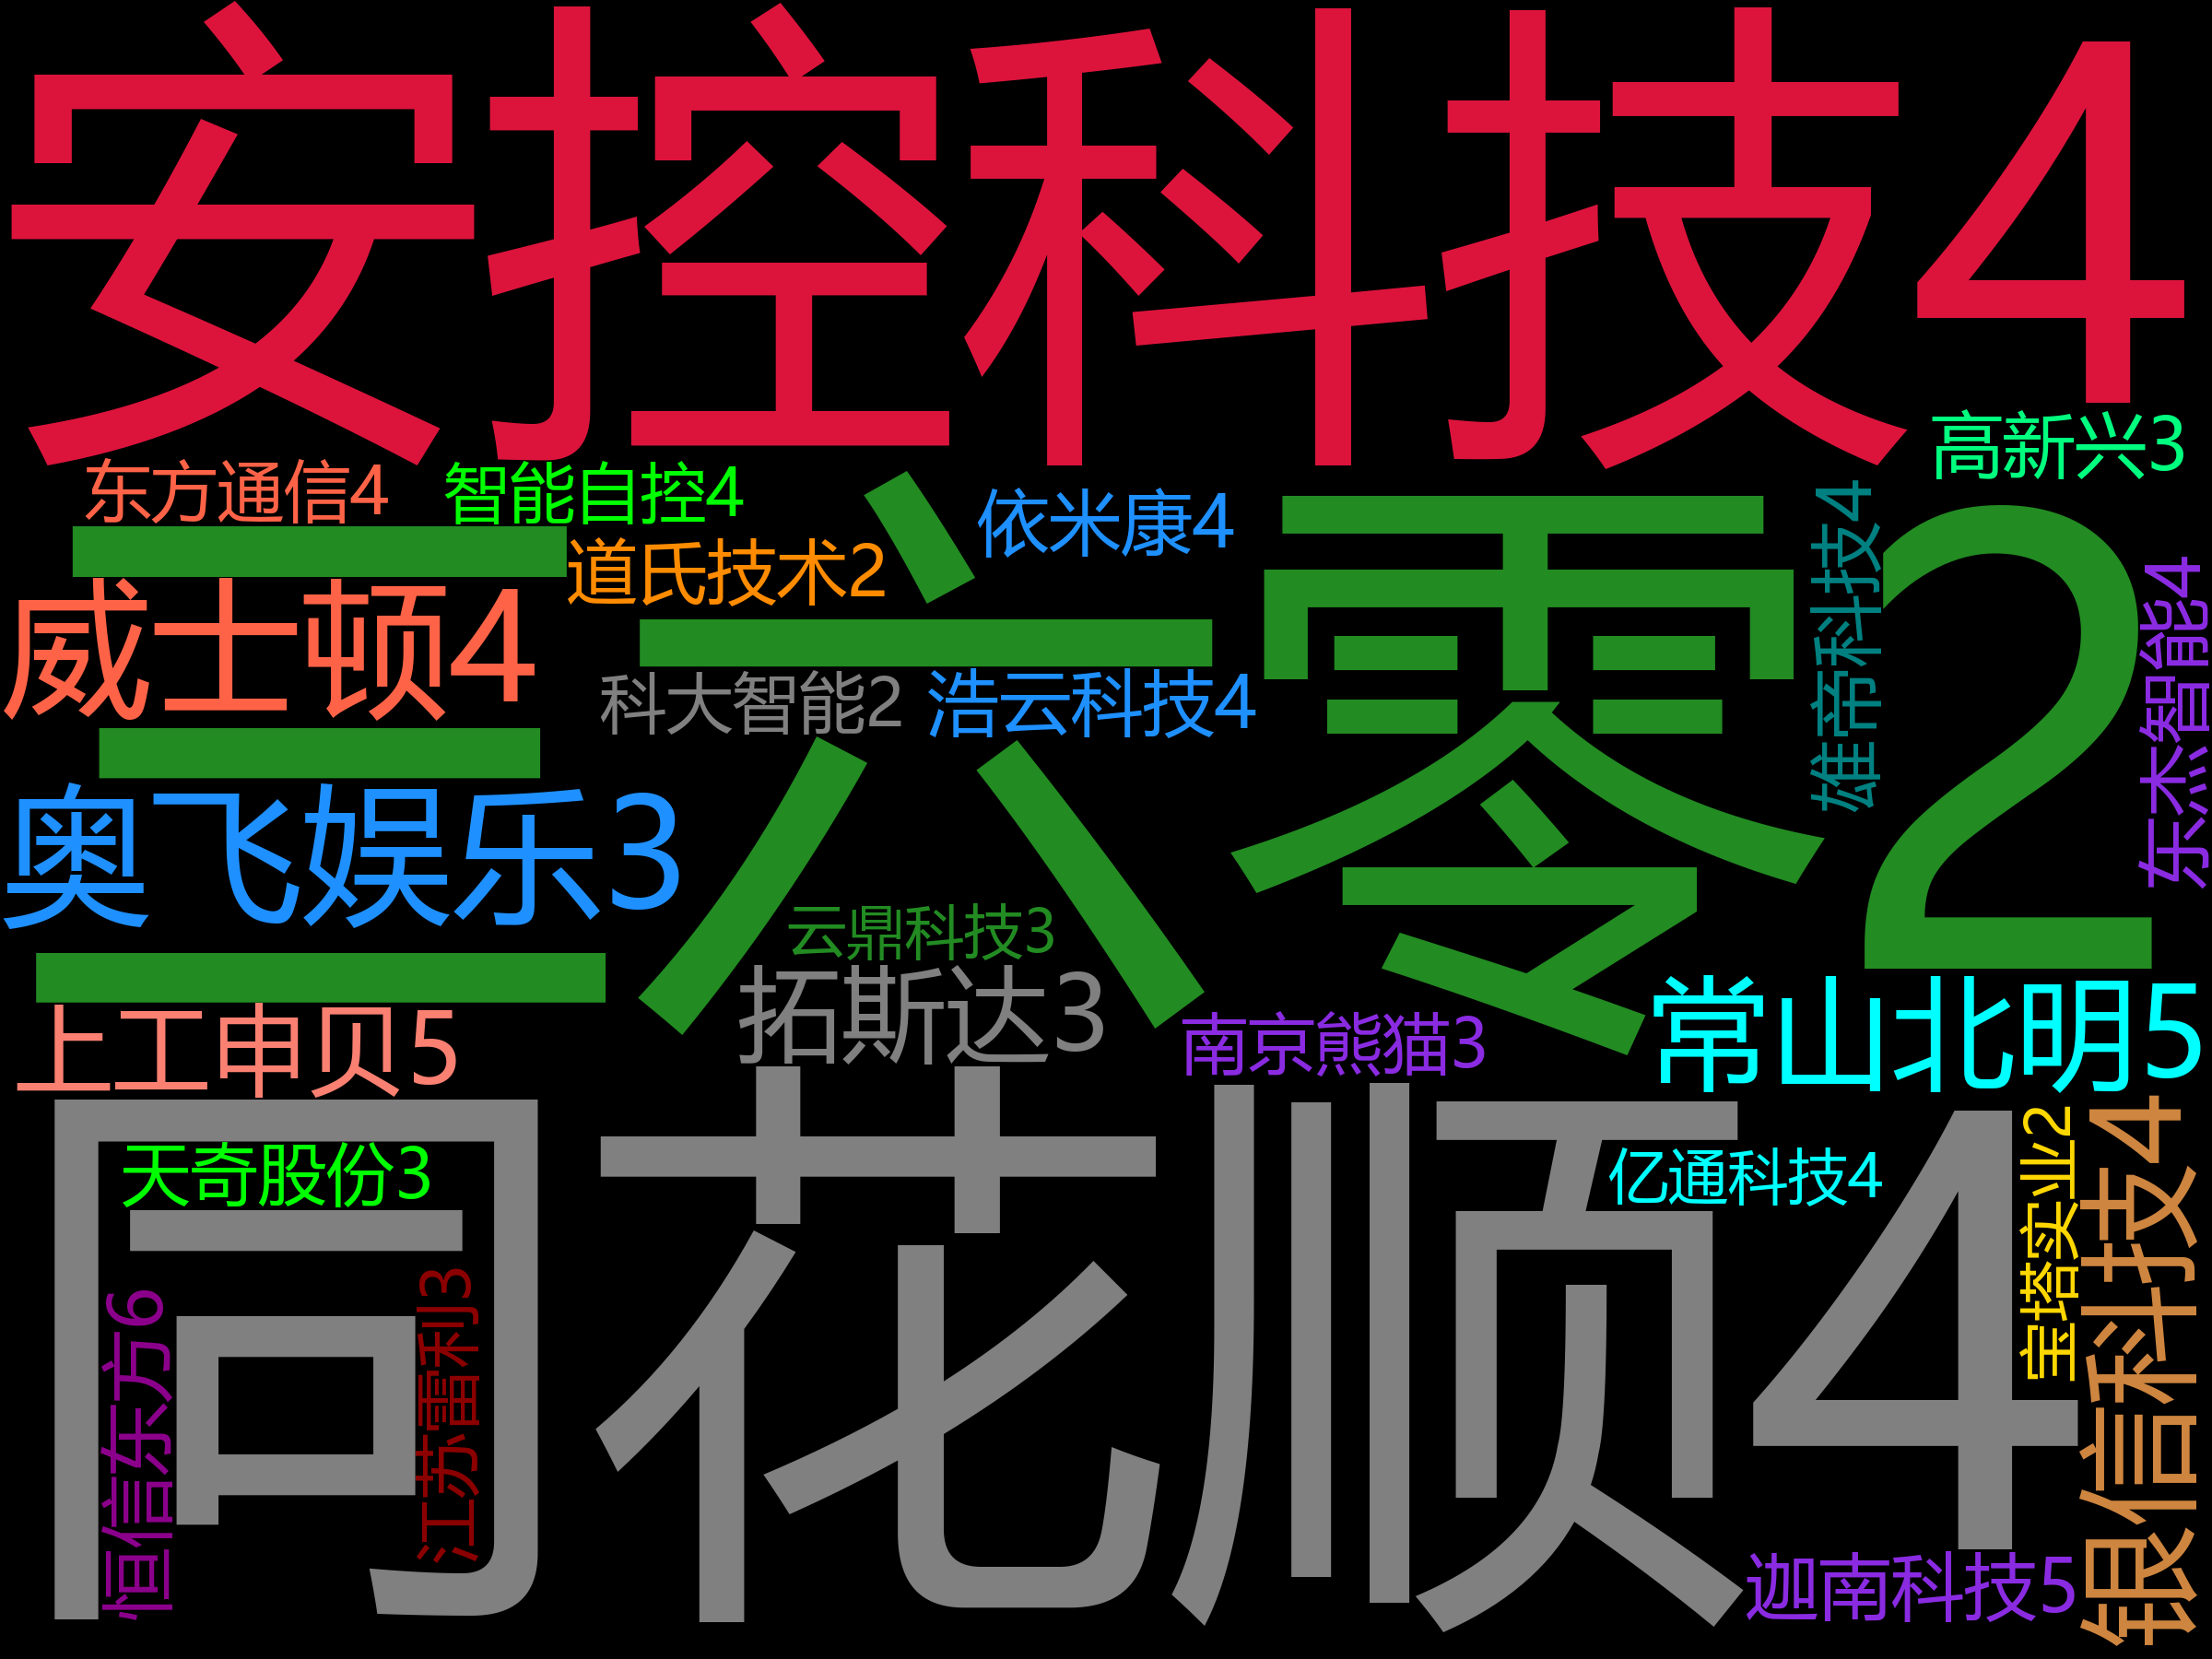 安控科技4
高新兴3
东方通信4
智能自控4
依米康4
道氏技术2
三六零2
威士顿4
科大智能2
浩云科技4
维帝科技4
东杰智能4
奥飞娱乐3
云鼎科技3
拓斯达3
南京熊猫3
常山北明5
上工申贝5
天奇股份3
亿通科技4
同花顺4
恒信东方6
江苏雷利3
宝塔实业2
银信科技4
迦南科技5